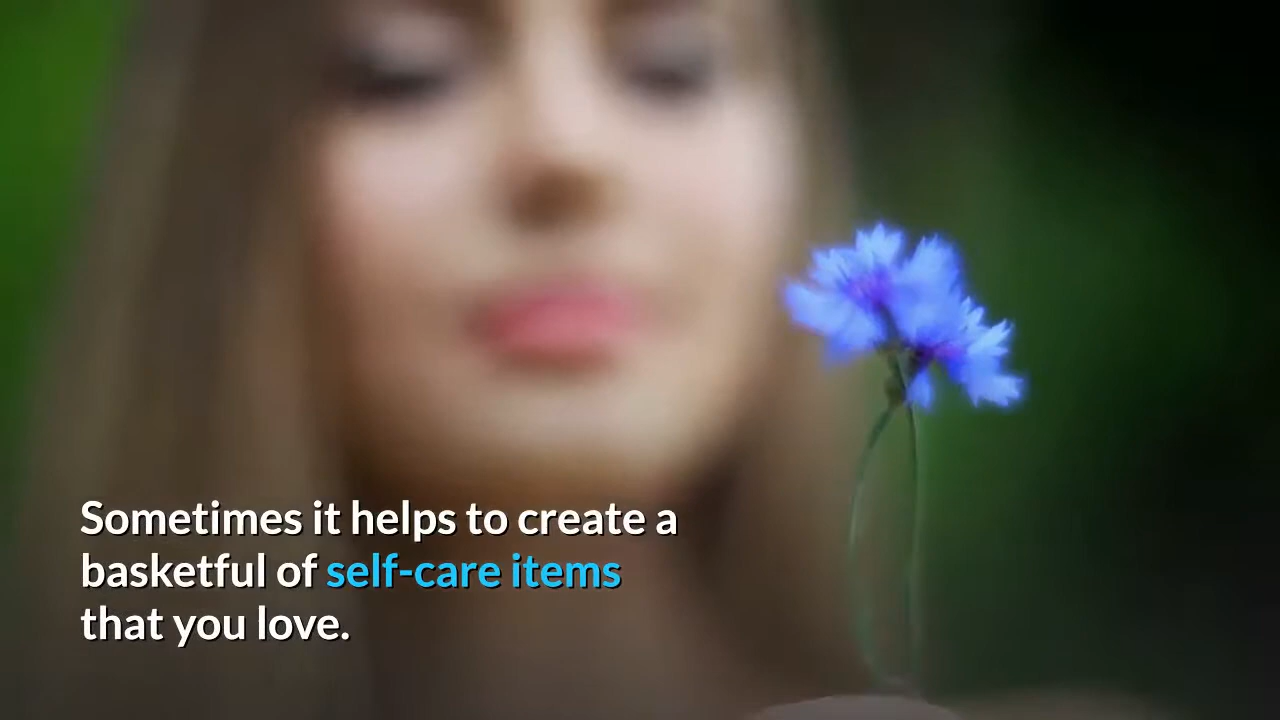 Sometimes it helps to create a
basketful of self-care items
that you love.